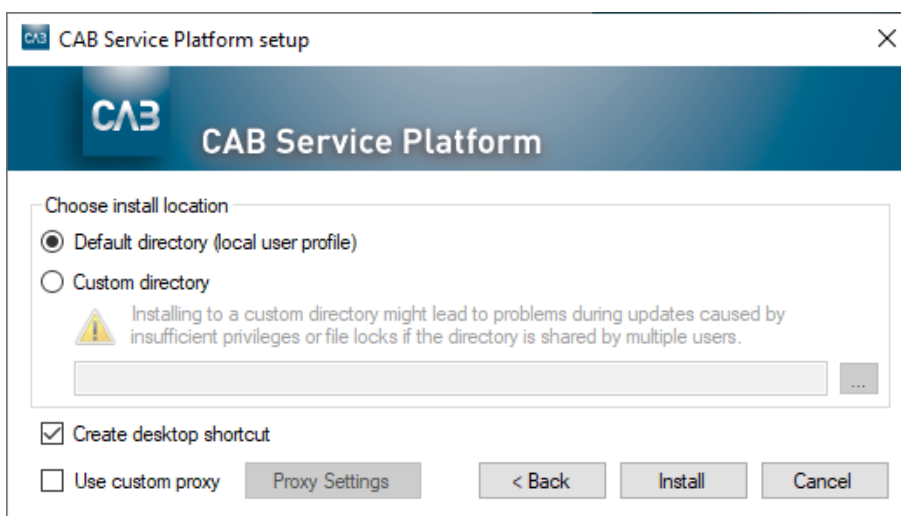 CAB Service Platform setup
CAB
CAB Service Platform
Choose install location
Default directory (local user profile)
Custom directory
Installing to a custom directory might lead to problems during updates caused by
insufficient privileges or file locks if the directory is shared by multiple users.
...
Create desktop shortcut
Use custom proxy Proxy Settings < Back Install Cancel